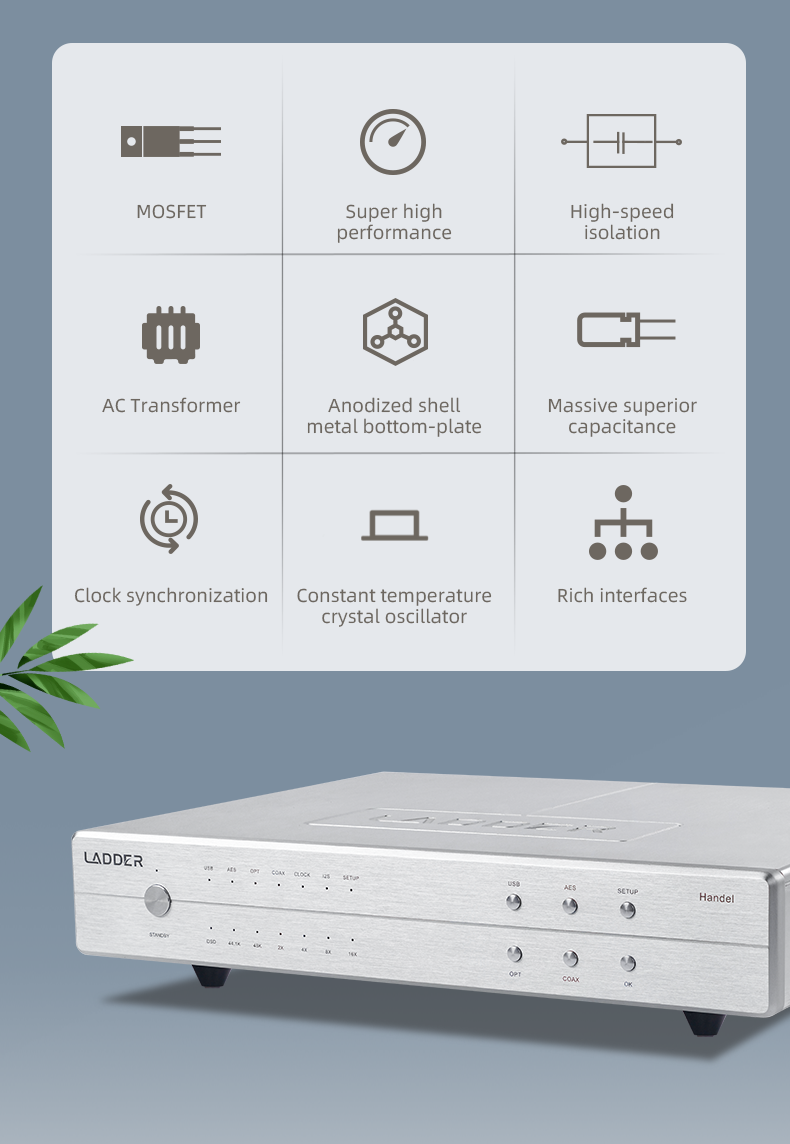 MOSFET
Super high
performance
High-speed
isolation
AC Transformer
Anodized shell
metal bottom-plate
Massive superior
capacitance
Clock synchronization
Constant temperature
crystal oscillator
Rich interfaces
LADDER
LADDER
USB AES OPT COAX CLOCK I2S SETUP
USB AES SETUP
Handel
STANDBY
DSD 44.1K 48K 2X 4X 8X 16X
OPT COAX OK